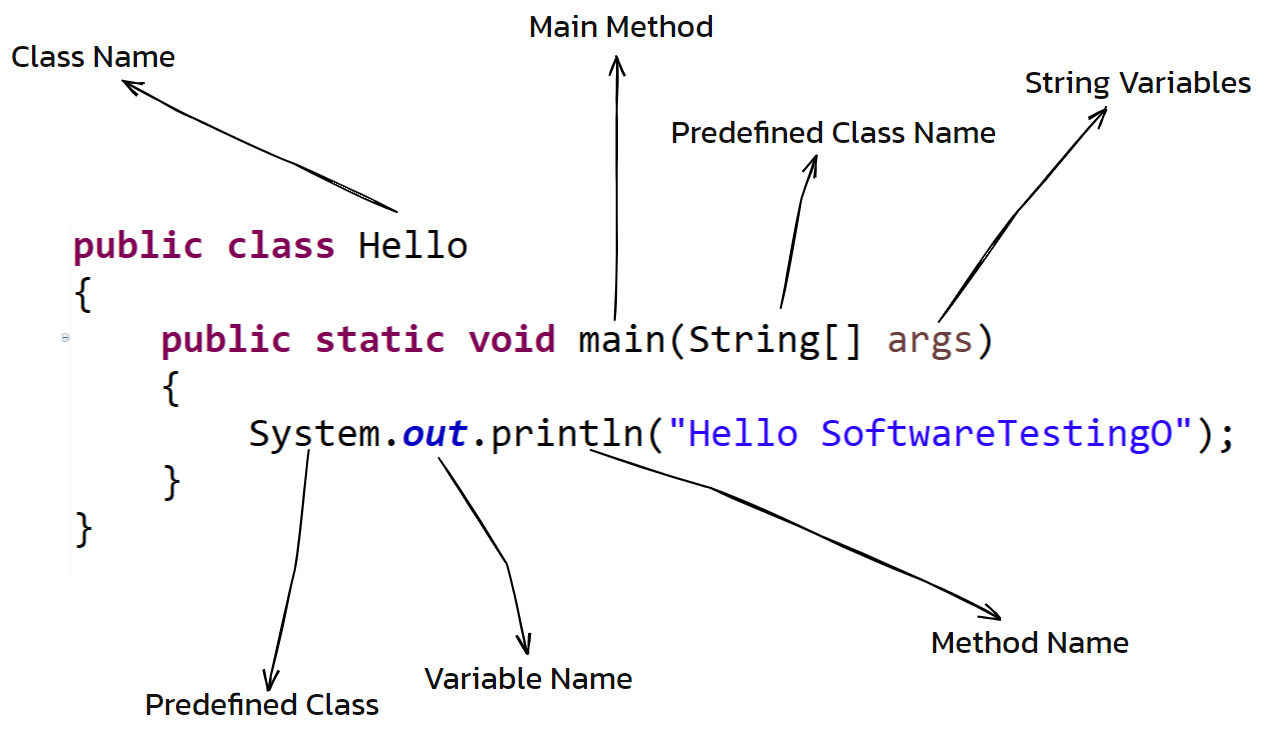 Main Method
Class Name
String Variables
Predefined Class Name
public class Hello
{
public static void main(String[] args)
{
System.out.println("Hello SoftwareTestingO");
}
}
Method Name
Variable Name
Predefined Class